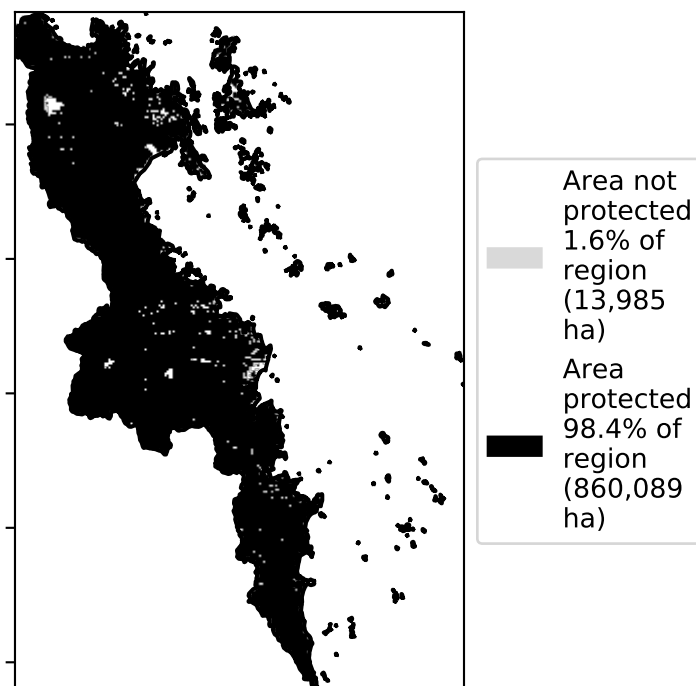 Area not
protected
1.6% of
region
(13,985
ha)
Area
protected
98.4% of
region
(860,089
ha)